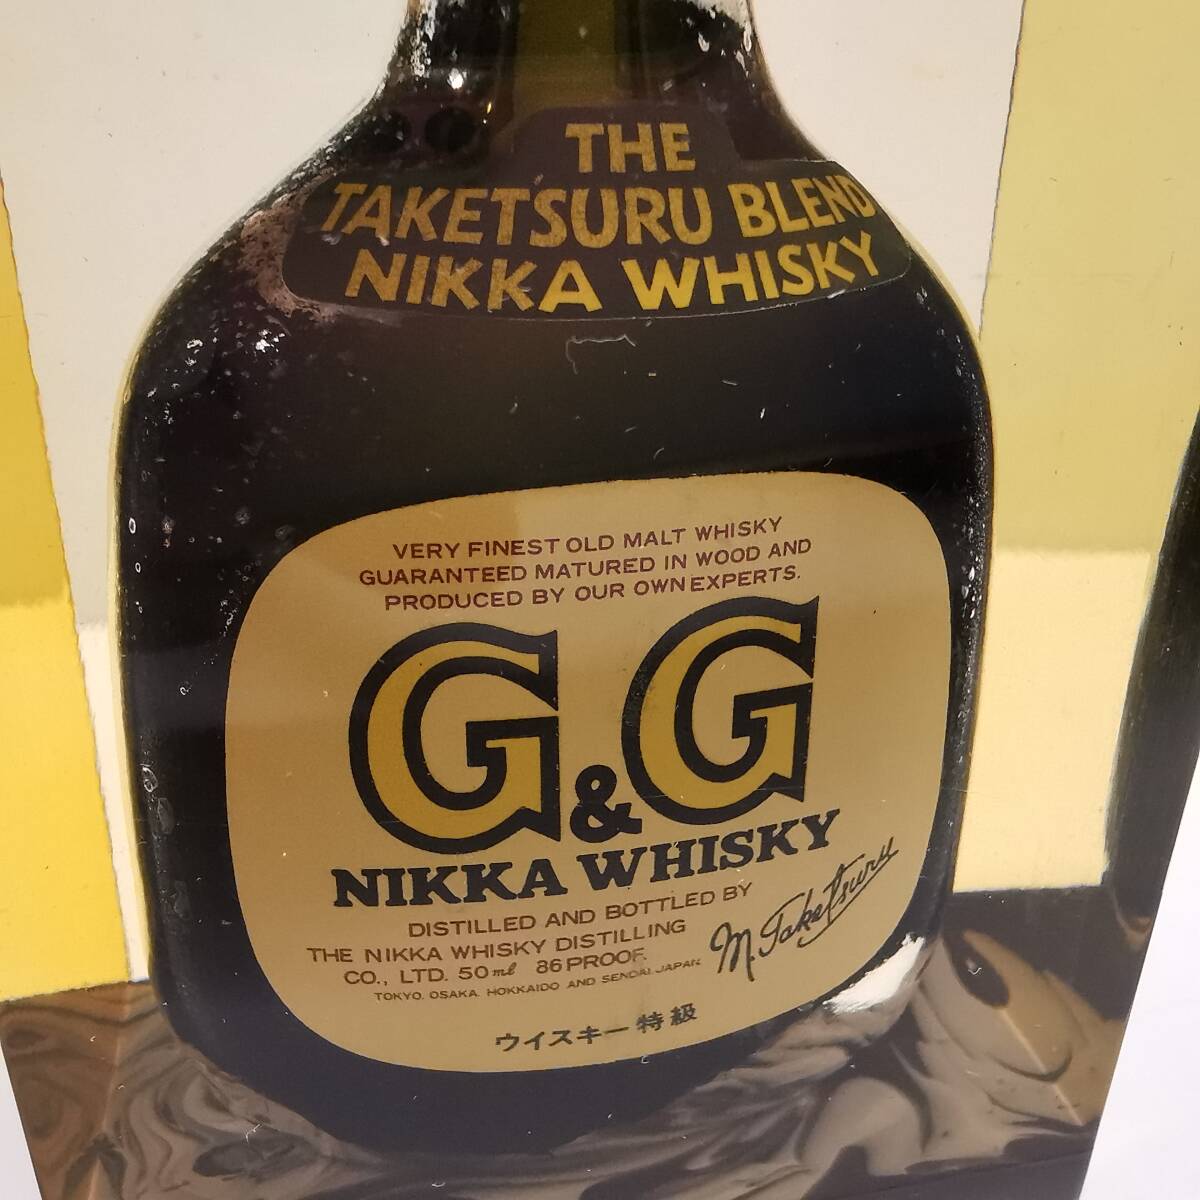 THE
TAKETSURU BLEND
NIKKA WHISKY
VERY FINEST OLD MALT WHISKY
GUARANTEED MATURED IN WOOD AND
PRODUCED BY OUR OWN EXPERTS.
G&G
NIKKA WHISKY
DISTILLED AND BOTTLED BY
THE NIKKA WHISKY DISTILLING
CO., LTD. 50ml 86 PROOF.
TOKYO. OSAKA. HOKKAIDO AND SENDAI. JAPAN.
M. Taketsuru
ウイスキー特級